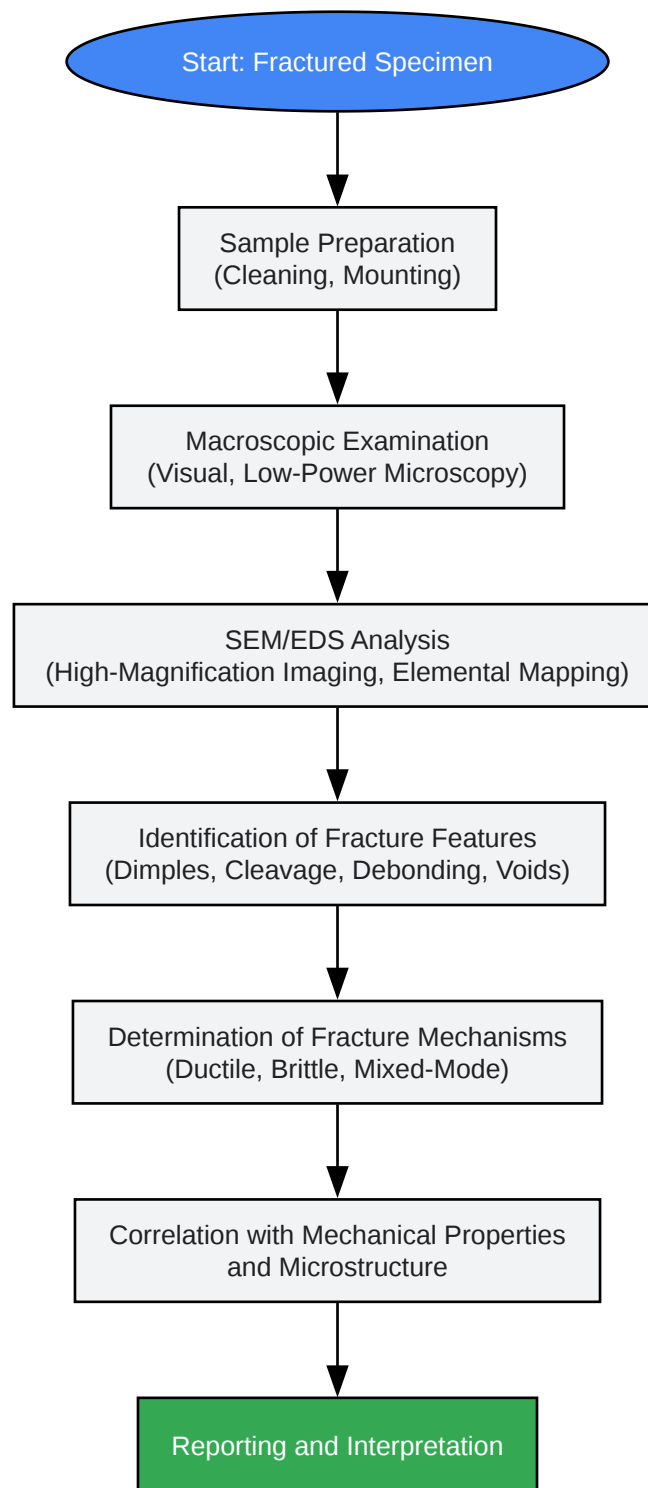 Start: Fractured Specimen
Sample Preparation
(Cleaning, Mounting)
Macroscopic Examination
(Visual, Low-Power Microscopy)
SEM/EDS Analysis
(High-Magnification Imaging, Elemental Mapping)
Identification of Fracture Features
(Dimples, Cleavage, Debonding, Voids)
Determination of Fracture Mechanisms
(Ductile, Brittle, Mixed-Mode)
Correlation with Mechanical Properties
and Microstructure
Reporting and Interpretation